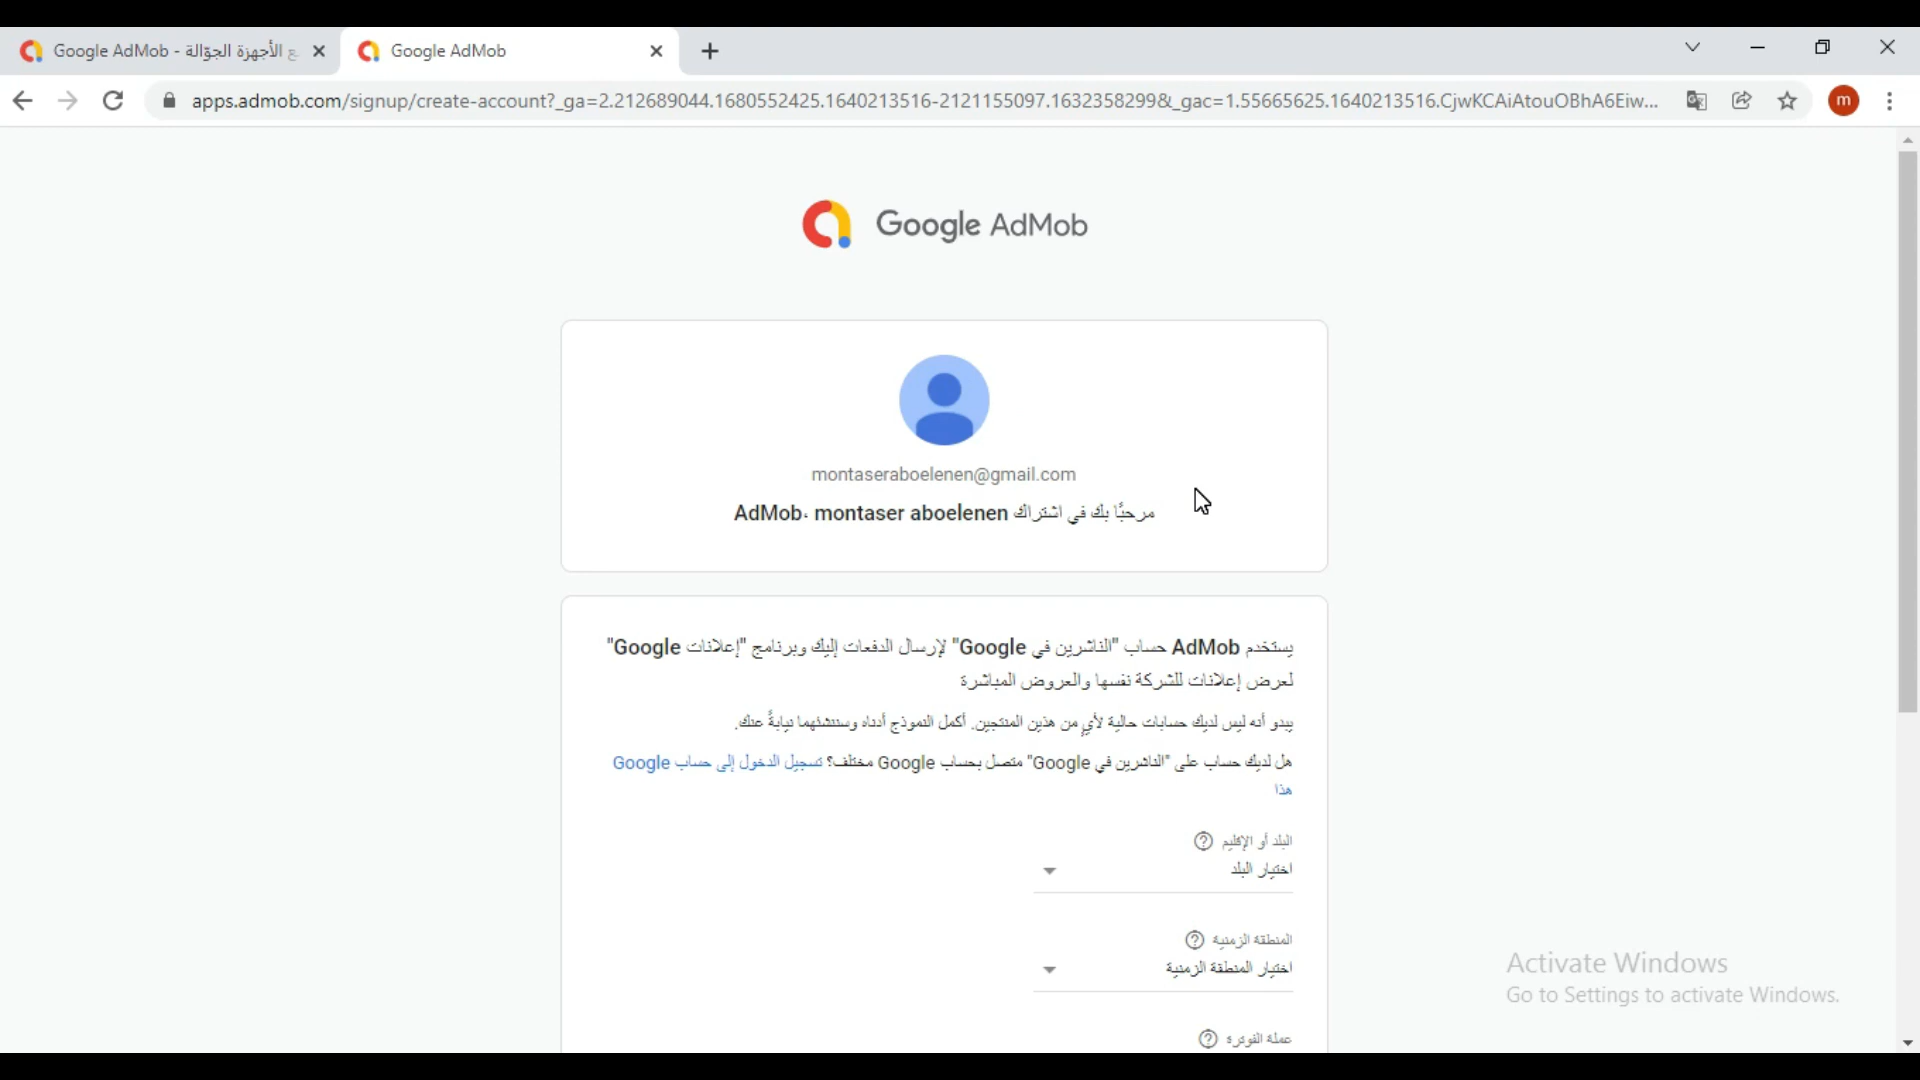 Google AdMob - ع الأجهزة الجوّالة
Google AdMob
apps.admob.com/signup/create-account?_ga=2.212689044.1680552425.1640213516-2121155097.1632358299&_gac=1.55665625.1640213516.CjwKCAiAtouOBhA6Eiw...
m
Google AdMob
montaseraboelenen@gmail.com
مرحبًا بك في اشتراك AdMob، montaser aboelenen
يستخدم AdMob حساب "الناشرين في Google" لإرسال الدفعات إليك وبرنامج "إعلانات Google"
لعرض إعلانات للشركة نفسها والعروض المباشرة
يبدو أنه ليس لديك حسابات حالية لأيٍ من هذين المنتجين. أكمل النموذج أدناه وسننشئهما نيابةً عنك.
هل لديك حساب على "الناشرين في Google" متصل بحساب Google مختلف؟ تسجيل الدخول إلى حساب Google
هذا
البلد أو الإقليم
اختيار البلد
المنطقة الزمنية
اختيار المنطقة الزمنية
عملة الفوترة
Activate Windows
Go to Settings to activate Windows.